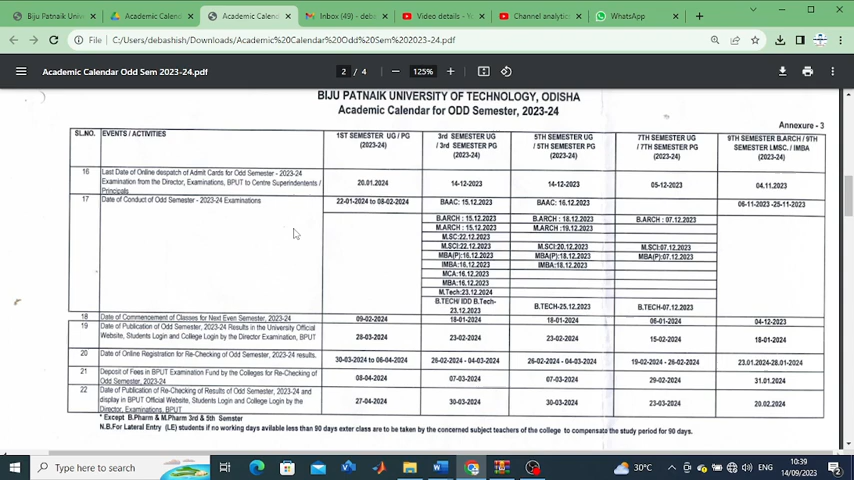 Biju Patnaik Univ
Academic Calenda
Academic Calenda
Inbox (49) - deba
Video details - Yo
Channel analytics
WhatsApp
File C:/Users/debashish/Downloads/Academic%20Calendar%20Odd%20Sem%202023-24.pdf
Academic Calendar Odd Sem 2023-24.pdf
2 / 4
125%
BIJU PATNAIK UNIVERSITY OF TECHNOLOGY, ODISHA
Academic Calendar for ODD Semester, 2023-24
Annexure - 3
SL.NO. EVENTS / ACTIVITIES 1ST SEMESTER UG / PG 3rd SEMESTER UG 5TH SEMESTER UG 7TH SEMESTER UG 9TH SEMESTER B.ARCH / 9TH
(2023-24) / 3rd SEMESTER PG / 5TH SEMESTER PG / 7TH SEMESTER PG SEMESTER LMSC. / IMBA
(2023-24) (2023-24) (2023-24) (2023-24)
16 Last Date of Online despatch of Admit Cards for Odd Semester - 2023-24
Examination from the Director, Examinations, BPUT to Centre Superintendents / 20.01.2024 14-12-2023 14-12-2023 05-12-2023 04.11.2023
Principals
17 Date of Conduct of Odd Semester - 2023-24 Examinations 22-01-2024 to 08-02-2024 BAAC: 15.12.2023 BAAC: 16.12.2023 06-11-2023 -25-11-2023
B.ARCH : 15.12.2023 B.ARCH : 18.12.2023 B.ARCH : 07.12.2023
M.ARCH : 15.12.2023 M.ARCH :19.12.2023
M.SC:22.12.2023
M.SCI:22.12.2023 M.SCI:20.12.2023 M.SCI:07.12.2023
MBA(P):16.12.2023 MBA(P):18.12.2023 MBA(P):07.12.2023
IMBA:16.12.2023 IMBA:18.12.2023
MCA:16.12.2023
MBA:16.12.2023
M.Tech:23.12.2024
B.TECH/ IDD B.Tech- B.TECH-25.12.2023 B.TECH-07.12.2023
23.12.2023
18 Date of Commencement of Classes for Next Even Semester, 2023-24 09-02-2024 18-01-2024 18-01-2024 06-01-2024 04-12-2023
19 Date of Publication of Odd Semester, 2023-24 Results in the University Official
Website, Students Login and College Login by the Director Examination, BPUT 28-03-2024 23-02-2024 23-02-2024 15-02-2024 18-01-2024
20 Date of Online Registration for Re-Checking of Odd Semester, 2023-24 results. 30-03-2024 to 06-04-2024 26-02-2024 - 04-03-2024 26-02-2024 - 04-03-2024 19-02-2024 - 26-02-2024 23.01.2024-28.01-2024
21 Deposit of Fees in BPUT Examination Fund by the Colleges for Re-Checking of
Odd Semester, 2023-24 08-04-2024 07-03-2024 07-03-2024 29-02-2024 31.01.2024
22 Date of Publication of Re-Checking of Results of Odd Semester, 2023-24 and
display in BPUT Official Website, Students Login and College Login by the 27-04-2024 30-03-2024 30-03-2024 23-03-2024 20.02.2024
Director, Examinations, BPUT
* Except B.Pharm & M.Pharm 3rd & 5th Semster
N.B.For Lateral Entry (LE) students if no working days available less than 90 days exter class are to be taken by the concerned subject teachers of the college to compensate the study period for 90 days.
Type here to search
30°C
ENG
10:39
14/09/2023